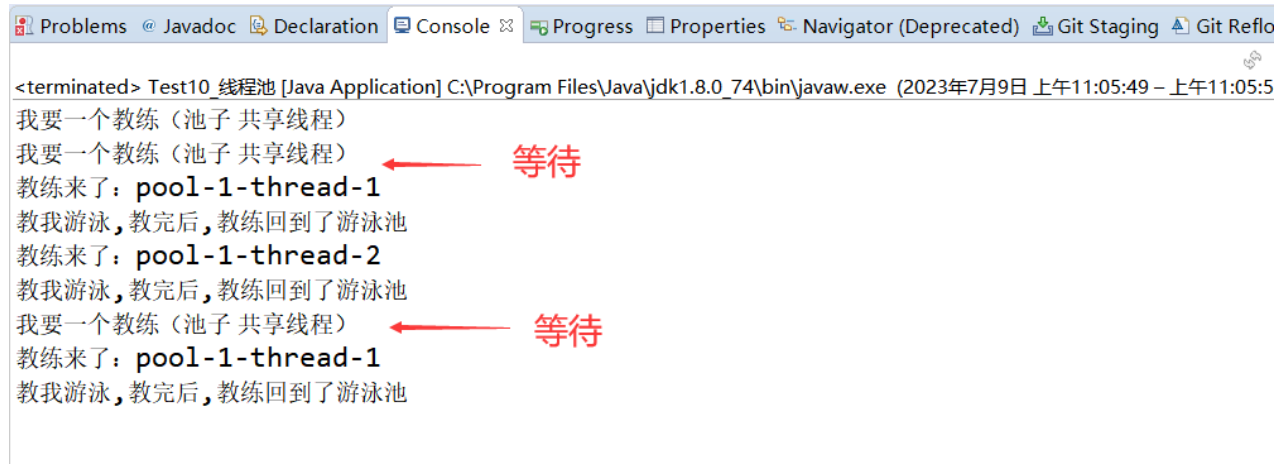 Problems @ Javadoc Declaration Console Progress Properties Navigator (Deprecated) Git Staging Git Reflo
<terminated> Test10_线程池 [Java Application] C:\Program Files\Java\jdk1.8.0_74\bin\javaw.exe (2023年7月9日 上午11:05:49 – 上午11:05:5
我要一个教练（池子 共享线程）
我要一个教练（池子 共享线程） 等待
教练来了：pool-1-thread-1
教我游泳,教完后,教练回到了游泳池
教练来了：pool-1-thread-2
教我游泳,教完后,教练回到了游泳池
我要一个教练（池子 共享线程） 等待
教练来了：pool-1-thread-1
教我游泳,教完后,教练回到了游泳池